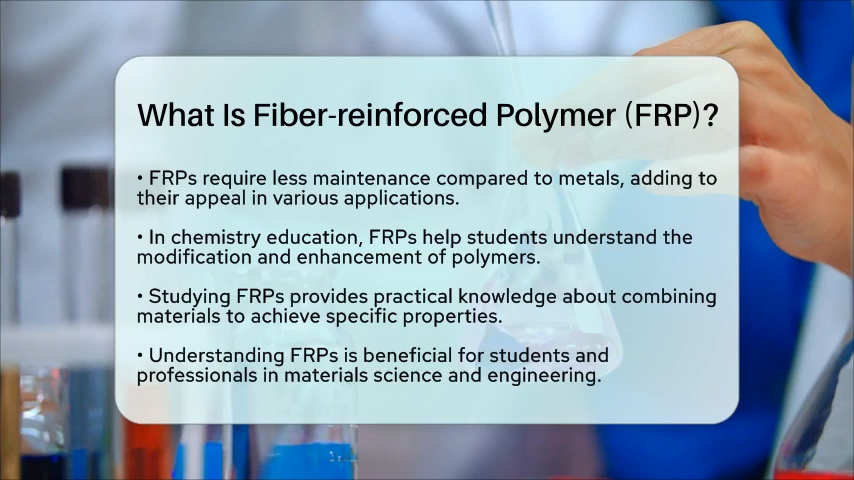 What Is Fiber-reinforced Polymer (FRP)?
• FRPs require less maintenance compared to metals, adding to
their appeal in various applications.
• In chemistry education, FRPs help students understand the
modification and enhancement of polymers.
• Studying FRPs provides practical knowledge about combining
materials to achieve specific properties.
• Understanding FRPs is beneficial for students and
professionals in materials science and engineering.